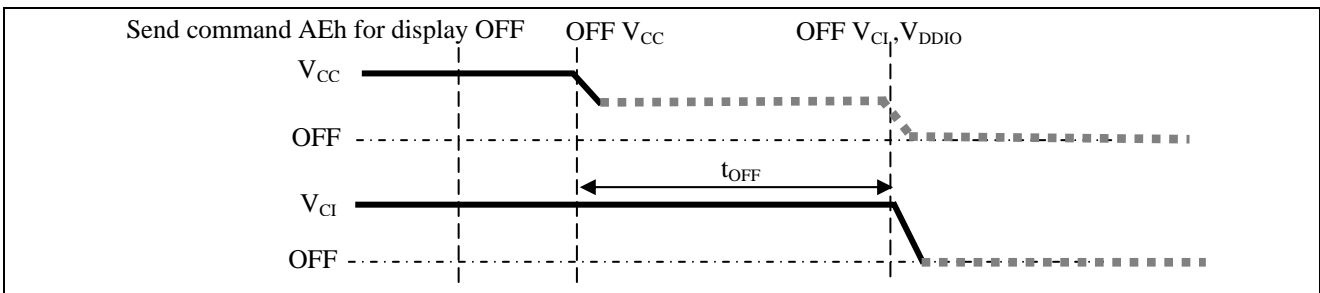 Send command AEh for display OFF OFF VCC OFF VCI,VDDIO
VCC
OFF
tOFF
VCI
OFF